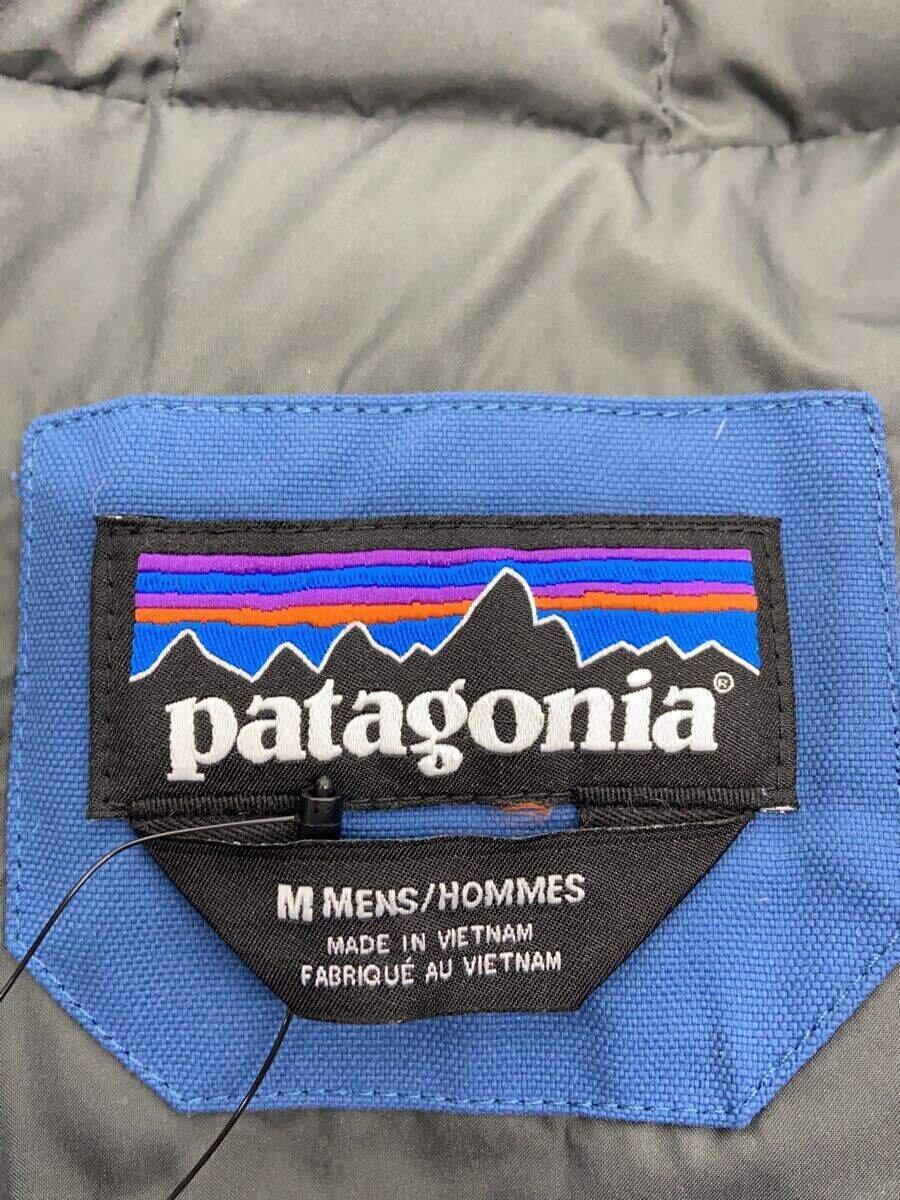 patagonia®
M MENS/HOMMES
MADE IN VIETNAM
FABRIQUÉ AU VIETNAM